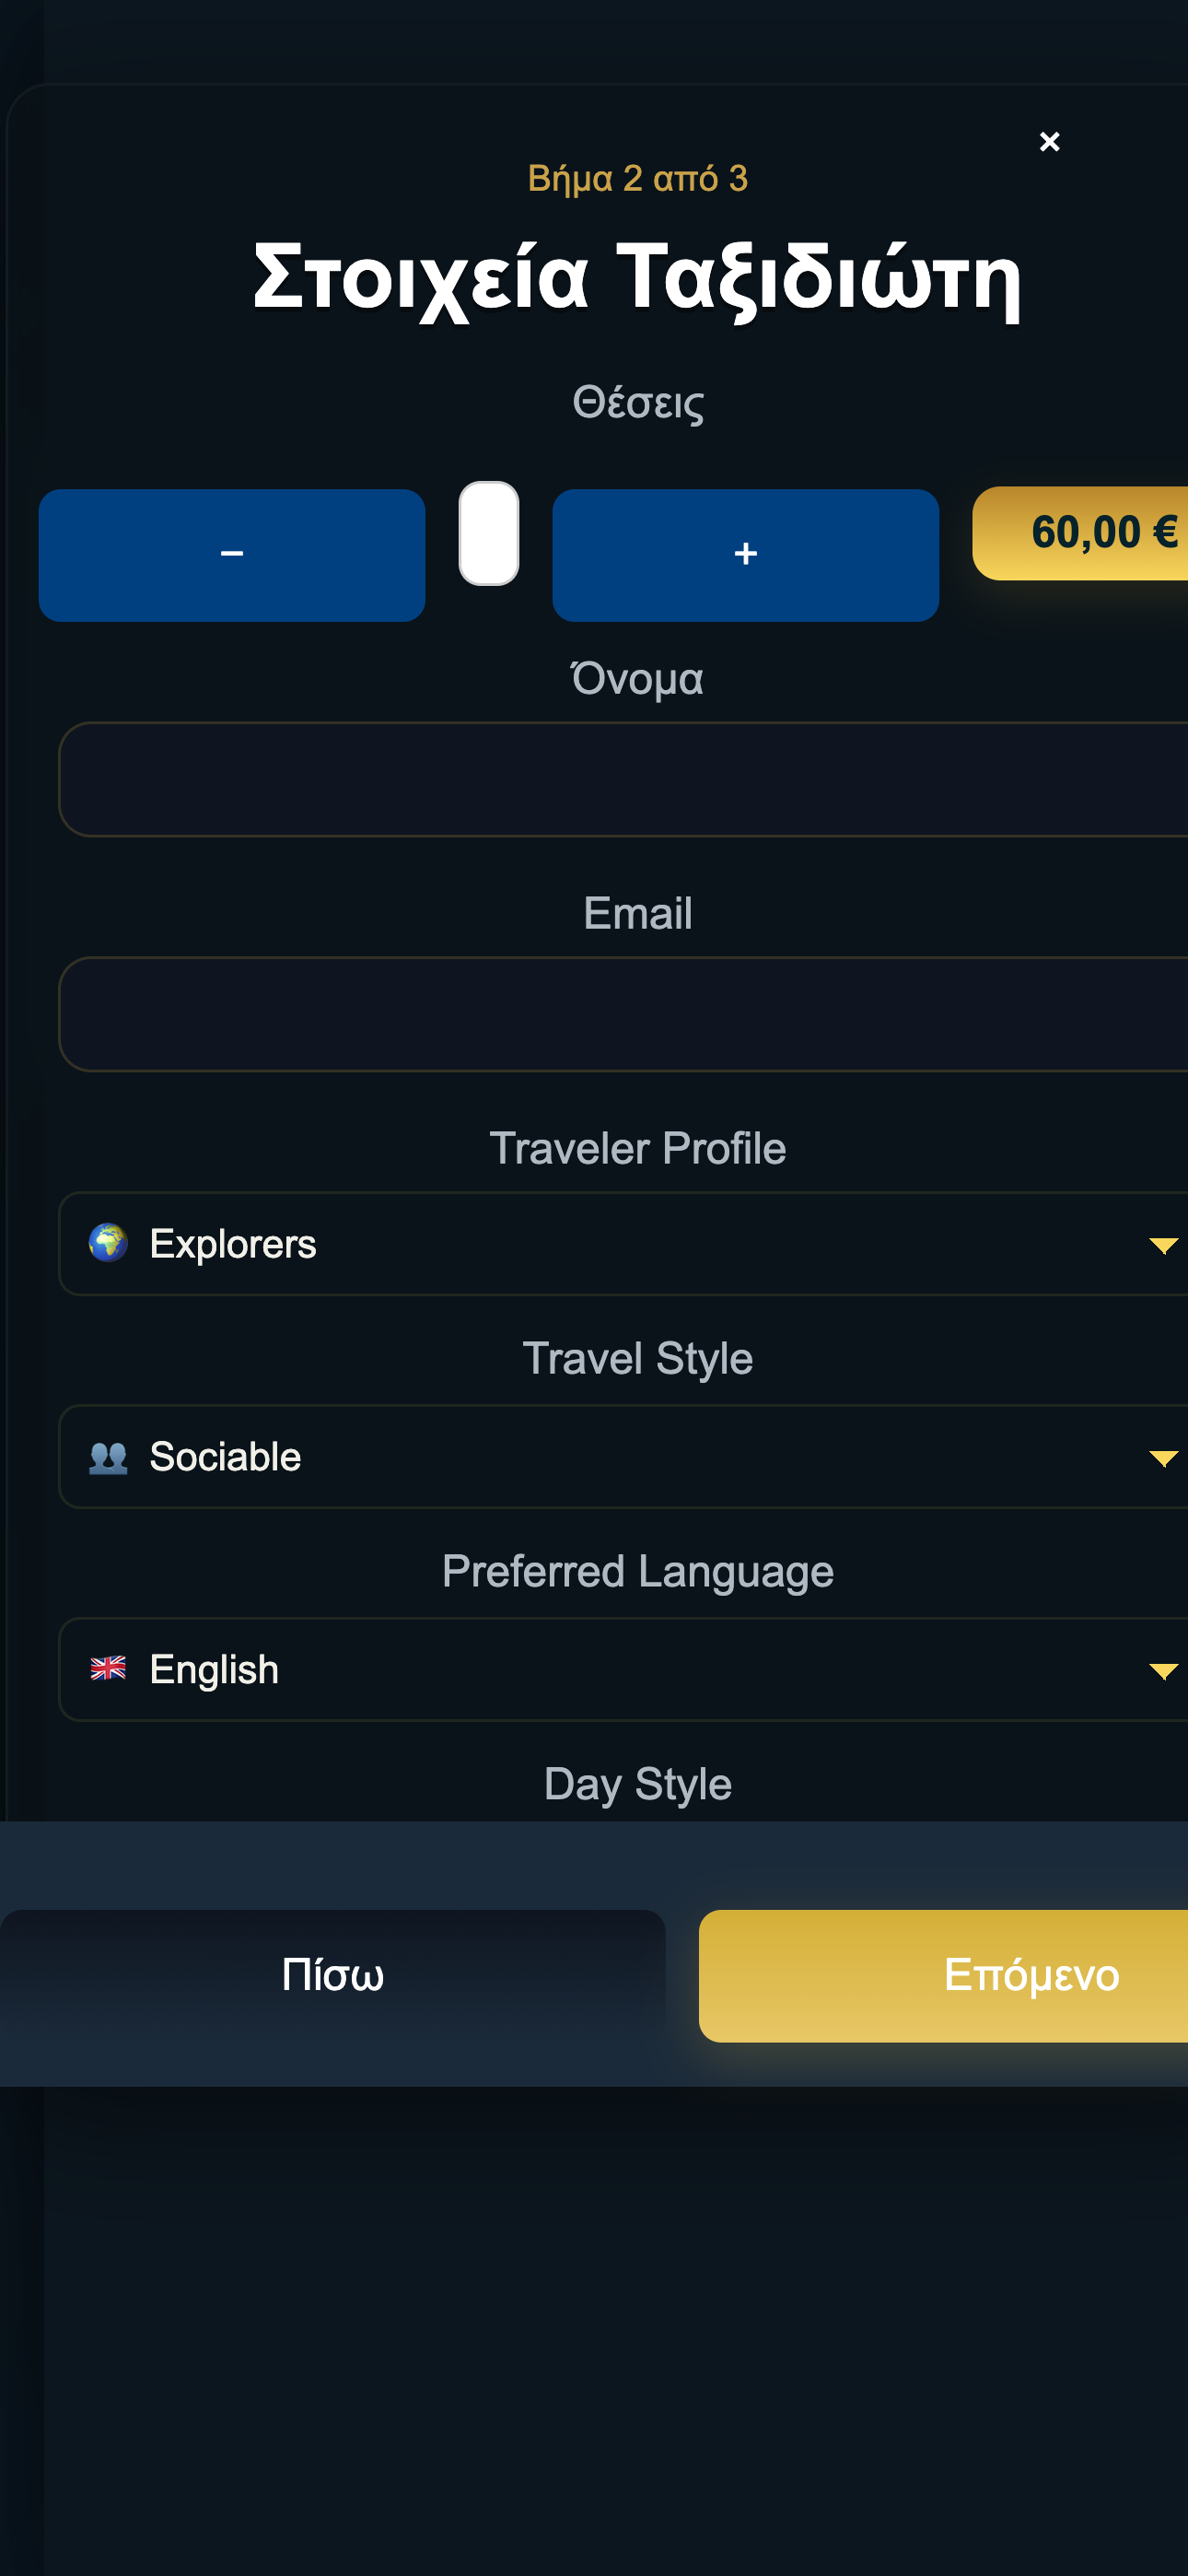 ×
Βήμα 2 από 3
Στοιχεία Ταξιδιώτη
Θέσεις
− + 60,00 €
Όνομα
Email
Traveler Profile
🌍 Explorers
Travel Style
👥 Sociable
Preferred Language
🇬🇧 English
Day Style
Πίσω Επόμενο